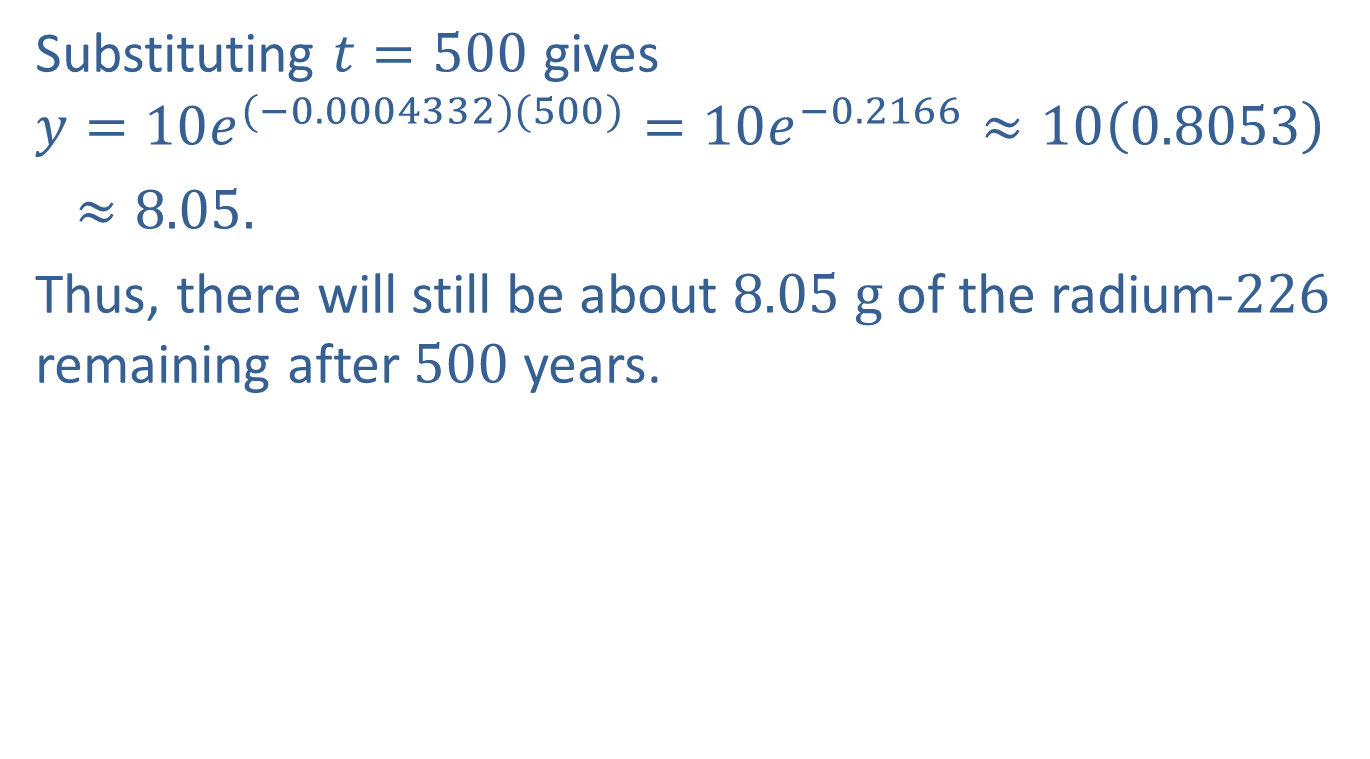 Substituting t = 500 gives
y = 10e^(−0.0004332)(500) = 10e^−0.2166 ≈ 10(0.8053)
≈ 8.05.
Thus, there will still be about 8.05 g of the radium-226
remaining after 500 years.